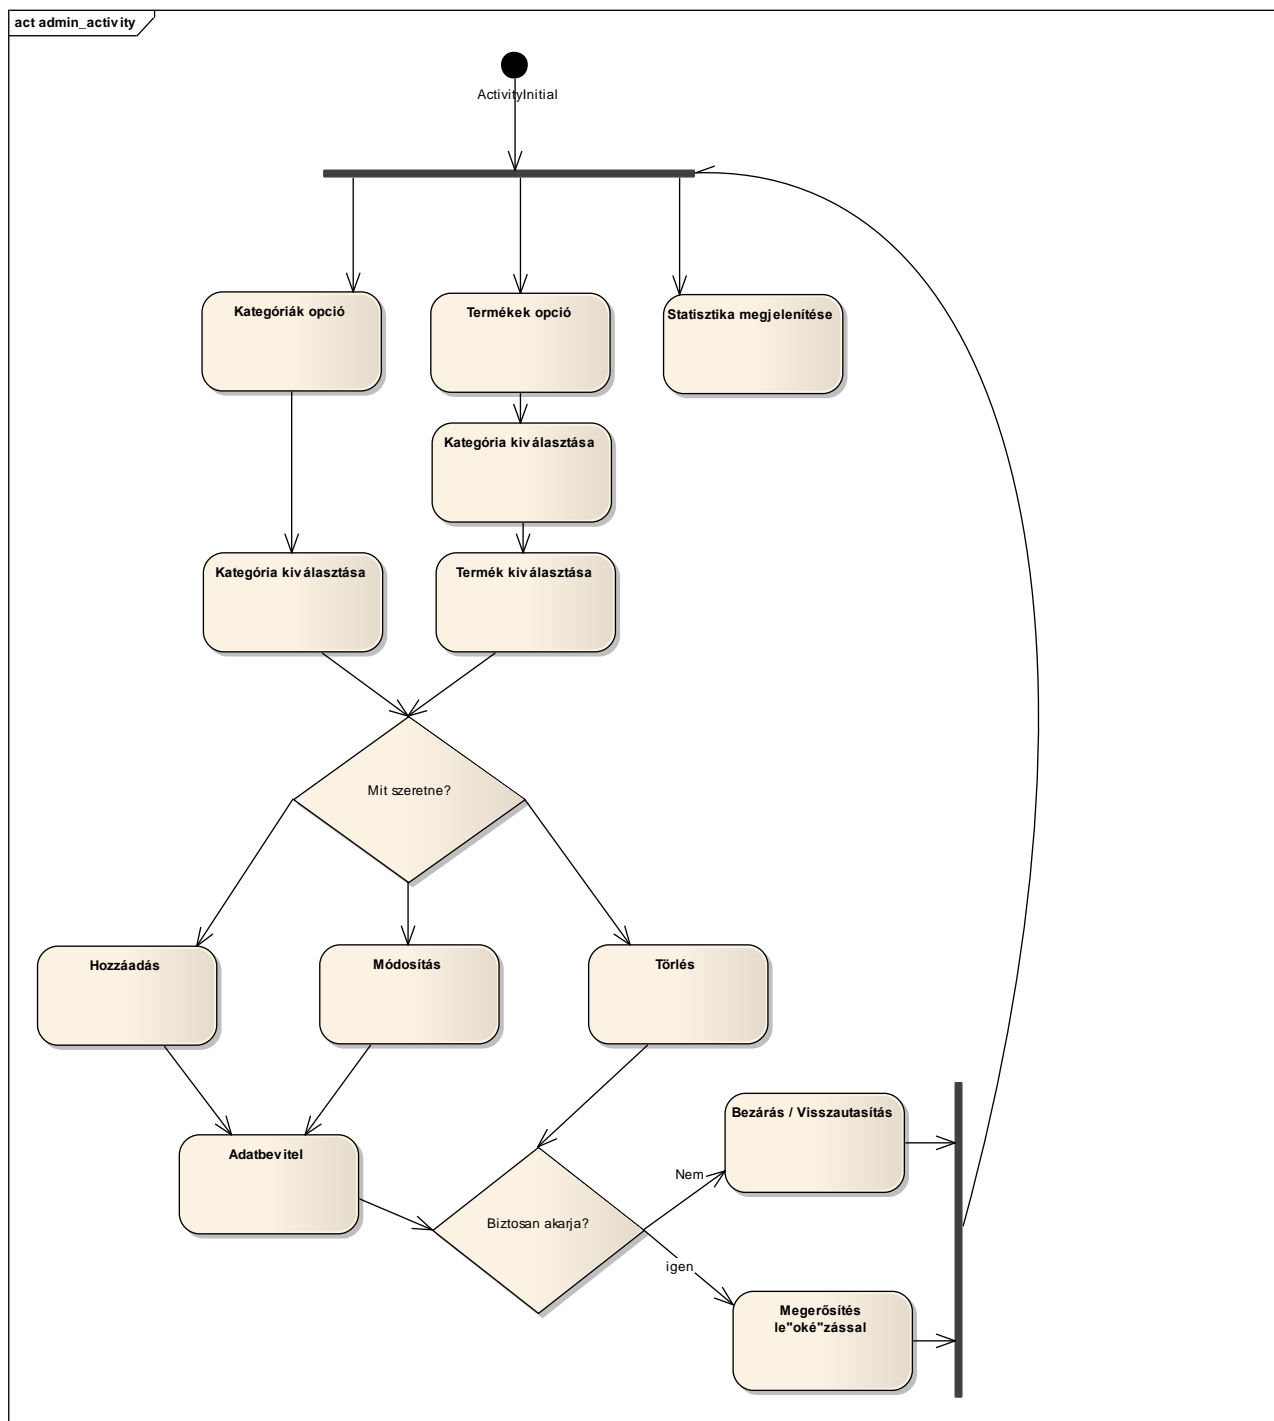 act admin_activity
ActivityInitial
Kategóriák opció
Termékek opció
Statisztika megjelenítése
Kategória kiválasztása
Kategória kiválasztása
Termék kiválasztása
Mit szeretne?
Hozzáadás
Módosítás
Törlés
Bezárás / Visszautasítás
Adatbevitel
Nem
Biztosan akarja?
igen
Megerősítés
le"oké"zással